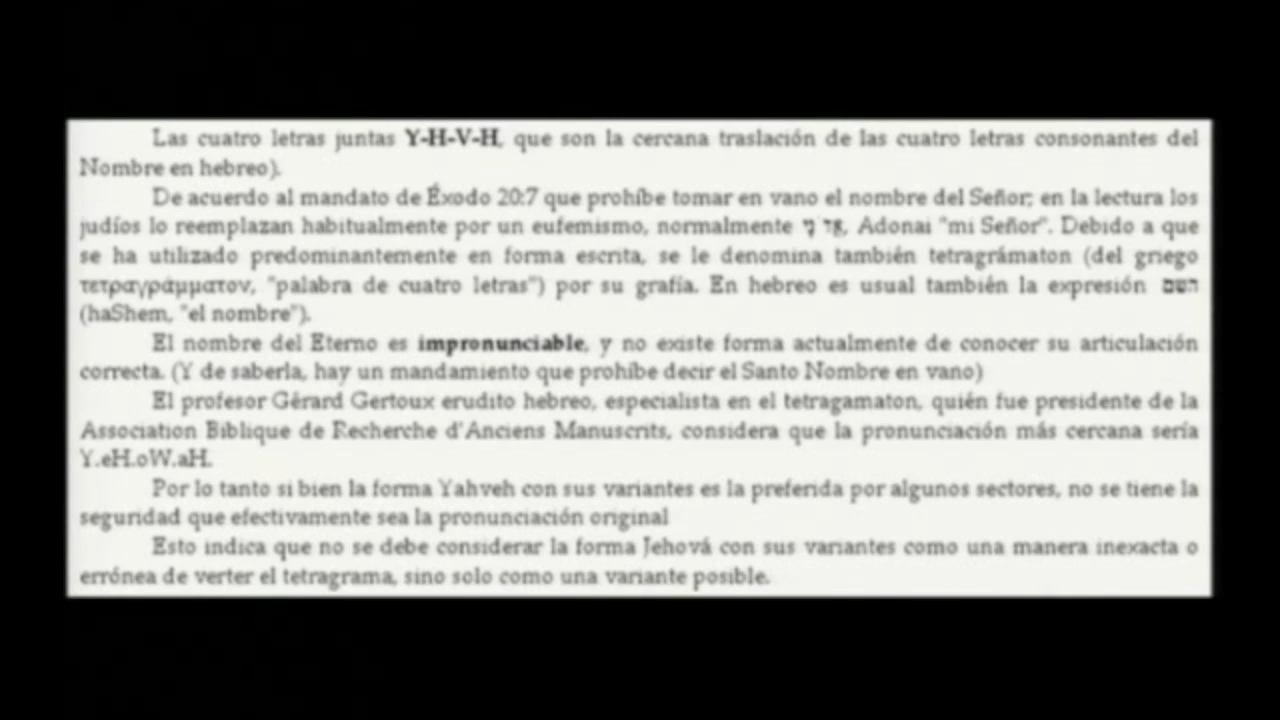 Las cuatro letras juntas Y-H-V-H, que son la cercana traslación de las cuatro letras consonantes del
Nombre en hebreo).
De acuerdo al mandato de Éxodo 20:7 que prohíbe tomar en vano el nombre del Señor; en la lectura los
judíos lo reemplazan habitualmente por un eufemismo, normalmente Adonai "mi Señor". Debido a que
se ha utilizado predominantemente en forma escrita, se le denomina también tetragrámaton (del griego
τετραγράμματον, "palabra de cuatro letras") por su grafía. En hebreo es usual también la expresión השם
(haShem, "el nombre").
El nombre del Eterno es impronunciable, y no existe forma actualmente de conocer su articulación
correcta. (Y de saberla, hay un mandamiento que prohíbe decir el Santo Nombre en vano)
El profesor Gérard Gertoux erudito hebreo, especialista en el tetragamaton, quién fue presidente de la
Association Biblique de Recherche d'Anciens Manuscrits, considera que la pronunciación más cercana sería
Y.eH.oW.aH.
Por lo tanto si bien la forma Yahveh con sus variantes es la preferida por algunos sectores, no se tiene la
seguridad que efectivamente sea la pronunciación original
Esto indica que no se debe considerar la forma Jehová con sus variantes como una manera inexacta o
errónea de verter el tetragrama, sino solo como una variante posible.